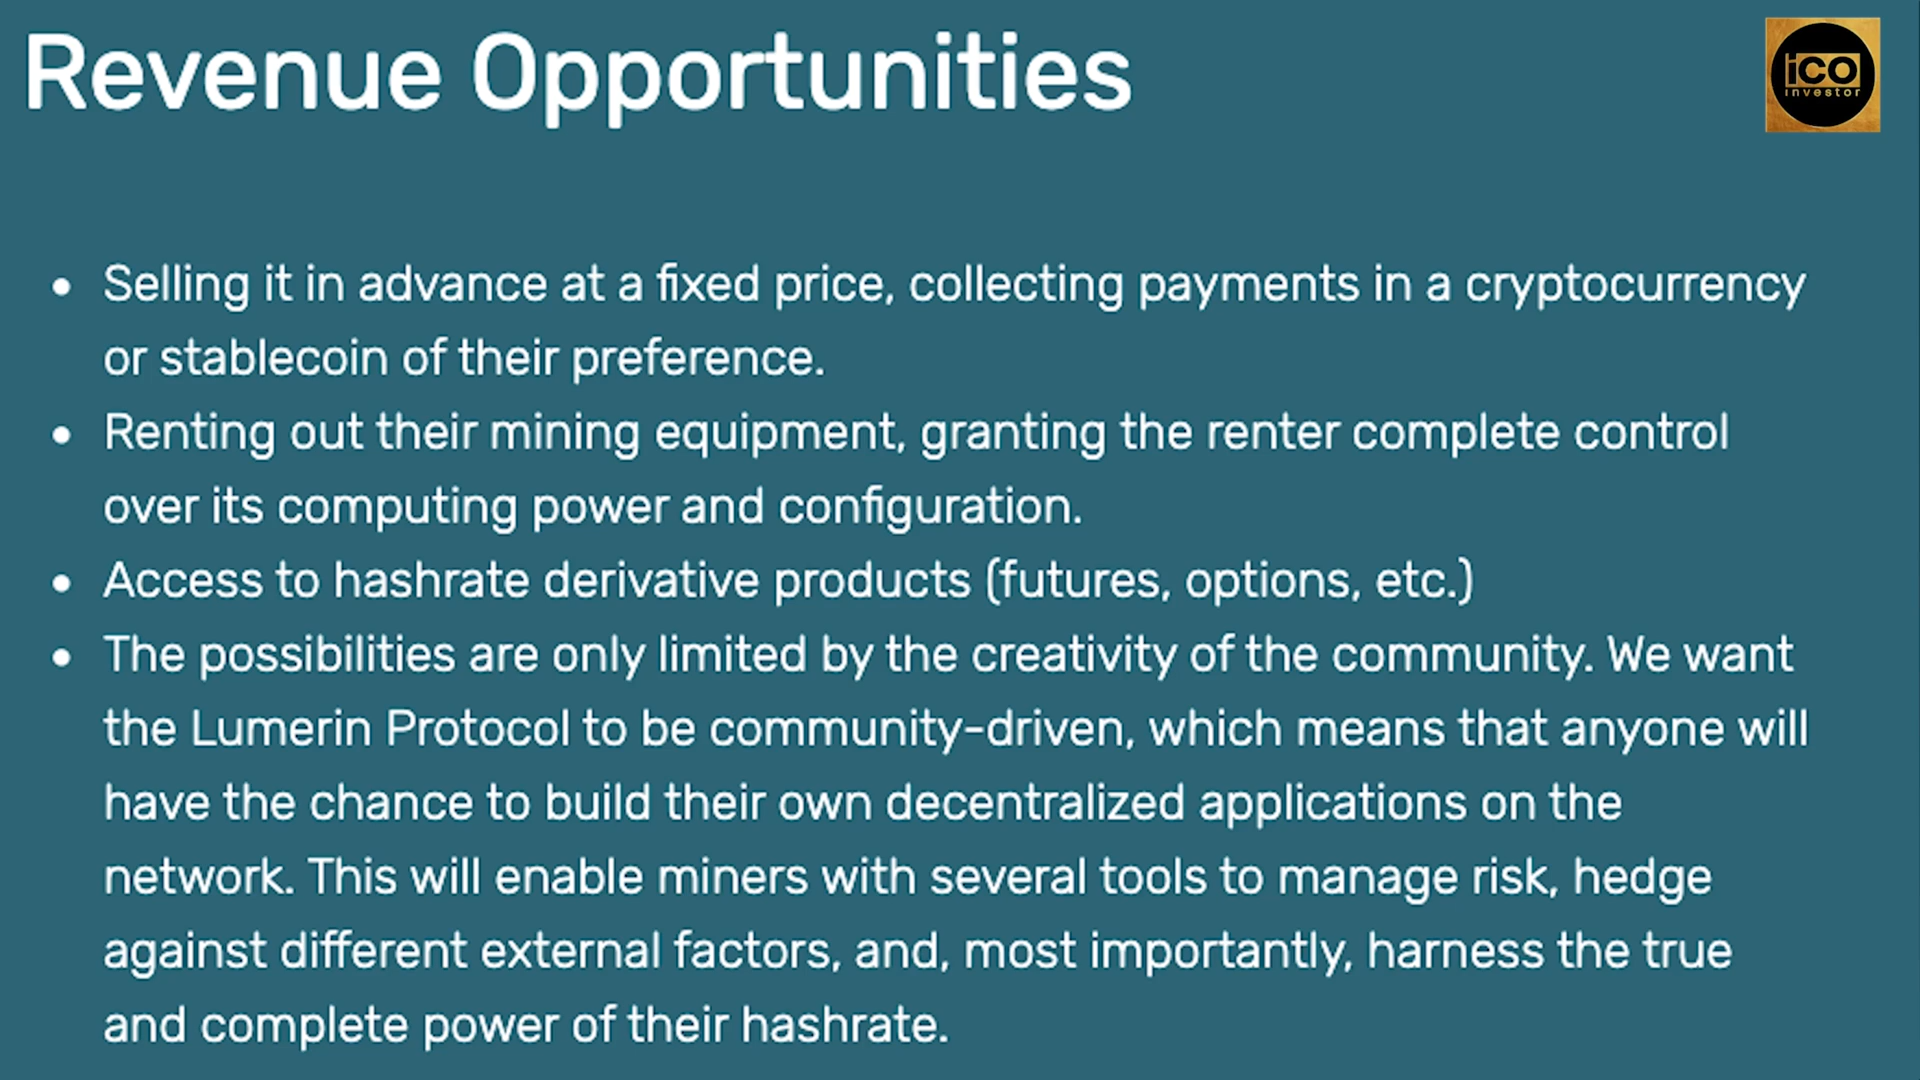 Revenue Opportunities
iCO
investor
• Selling it in advance at a fixed price, collecting payments in a cryptocurrency
or stablecoin of their preference.
• Renting out their mining equipment, granting the renter complete control
over its computing power and configuration.
• Access to hashrate derivative products (futures, options, etc.)
• The possibilities are only limited by the creativity of the community. We want
the Lumerin Protocol to be community-driven, which means that anyone will
have the chance to build their own decentralized applications on the
network. This will enable miners with several tools to manage risk, hedge
against different external factors, and, most importantly, harness the true
and complete power of their hashrate.